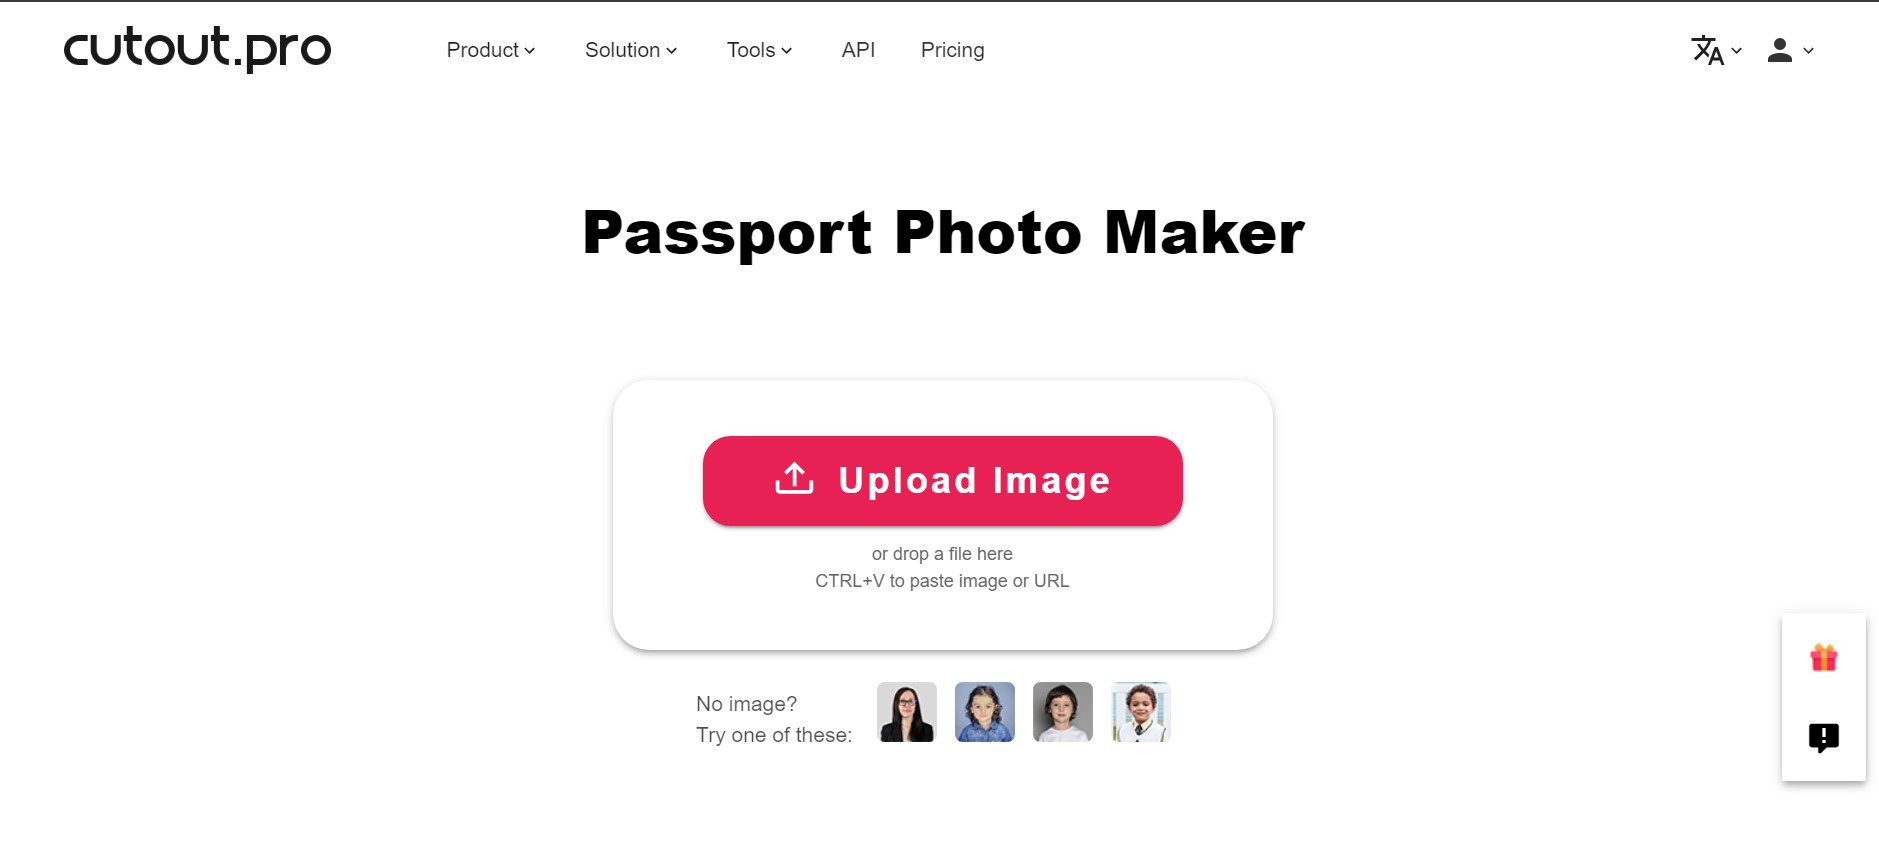 cutout.pro
Product
Solution
Tools
API
Pricing
Passport Photo Maker
Upload Image
or drop a file here
CTRL+V to paste image or URL
No image?
Try one of these: